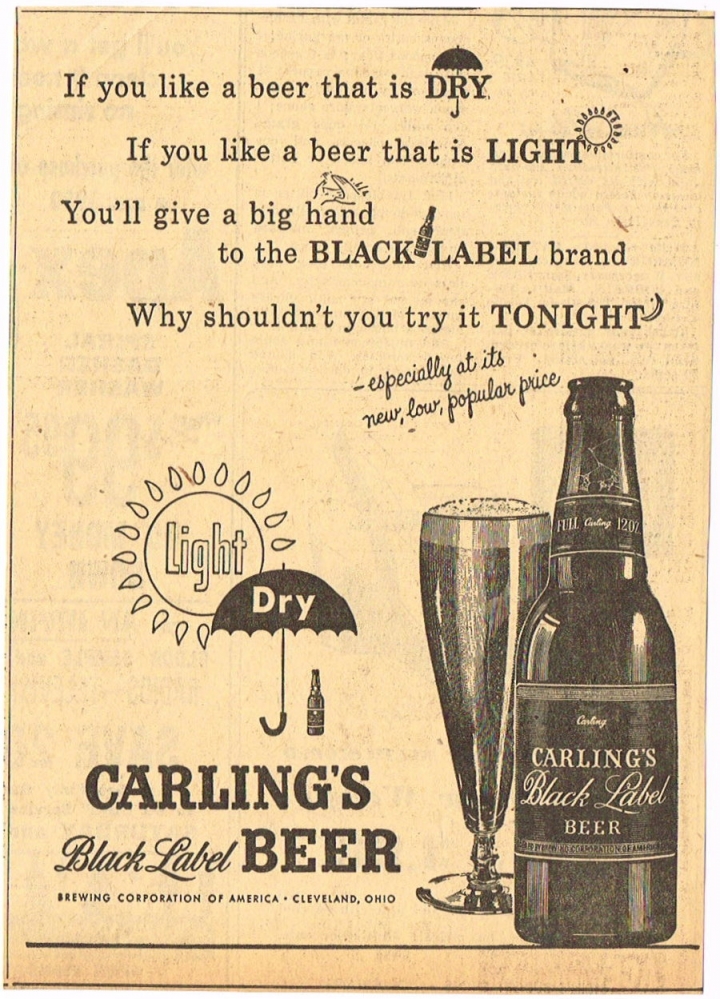 If you like a beer that is DRY
If you like a beer that is LIGHT
You'll give a big hand
to the BLACK LABEL brand
Why shouldn't you try it TONIGHT
—especially at its
new, low, popular price
Light
Dry
FULL Carling 12 OZ.
Carling
CARLING'S
Black Label
BEER
CORPORATION OF AMERICA
CARLING'S
Black Label BEER
BREWING CORPORATION OF AMERICA • CLEVELAND, OHIO